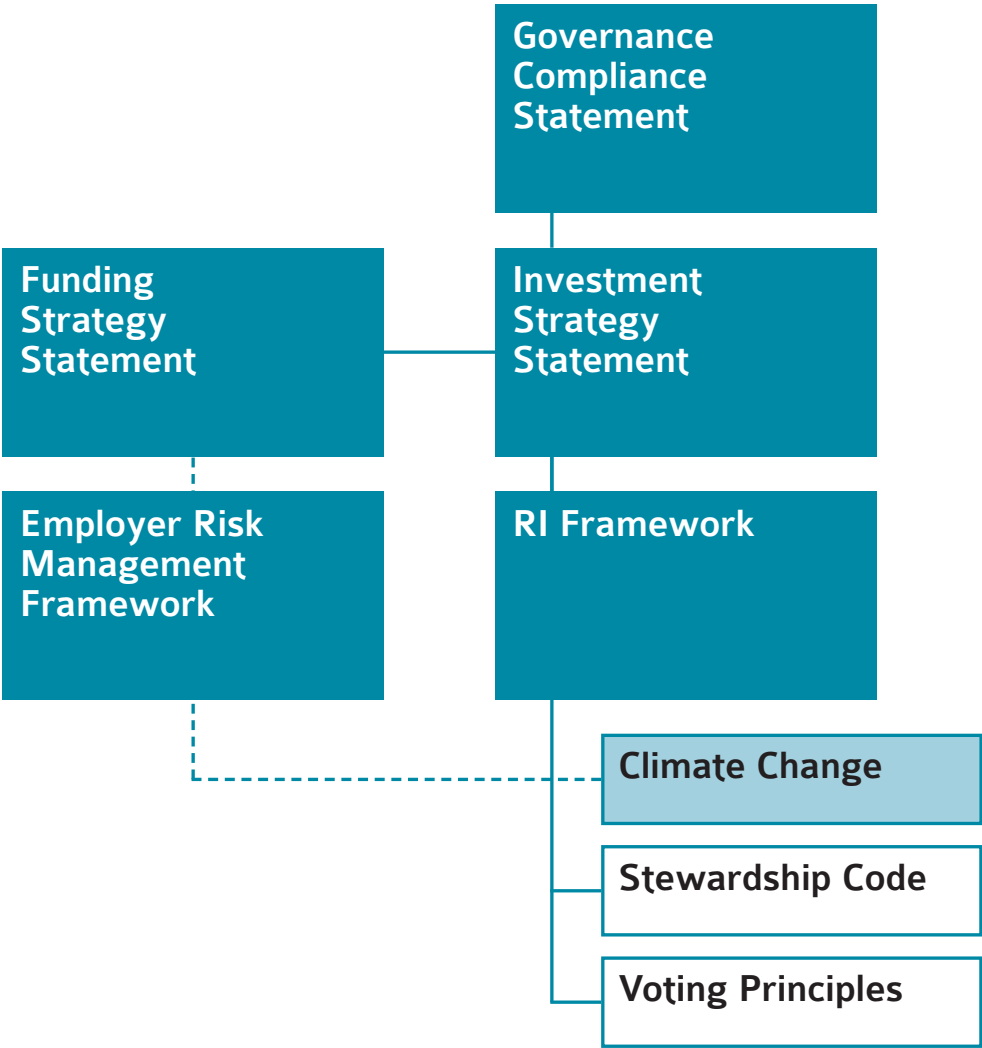 Governance
Compliance
Statement
Funding
Strategy
Statement
Investment
Strategy
Statement
Employer Risk
Management
Framework
RI Framework
Climate Change
Stewardship Code
Voting Principles